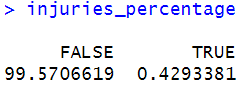 > injuries_percentage
FALSE TRUE
99.5706619 0.4293381